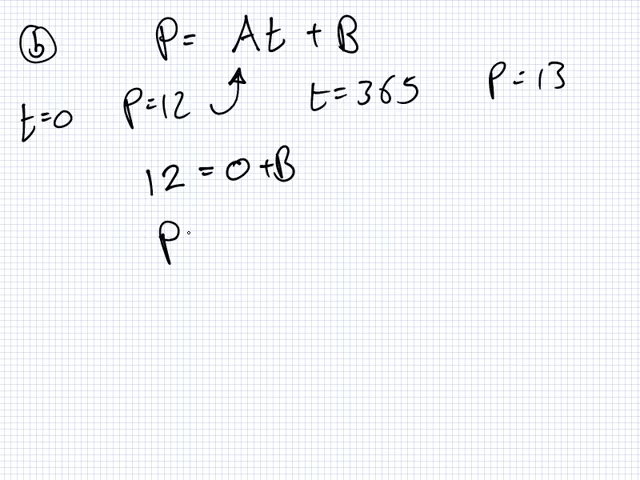 ⓑ P= At + B
t=0 P=12 t=365 P=13
12 = 0+B
P